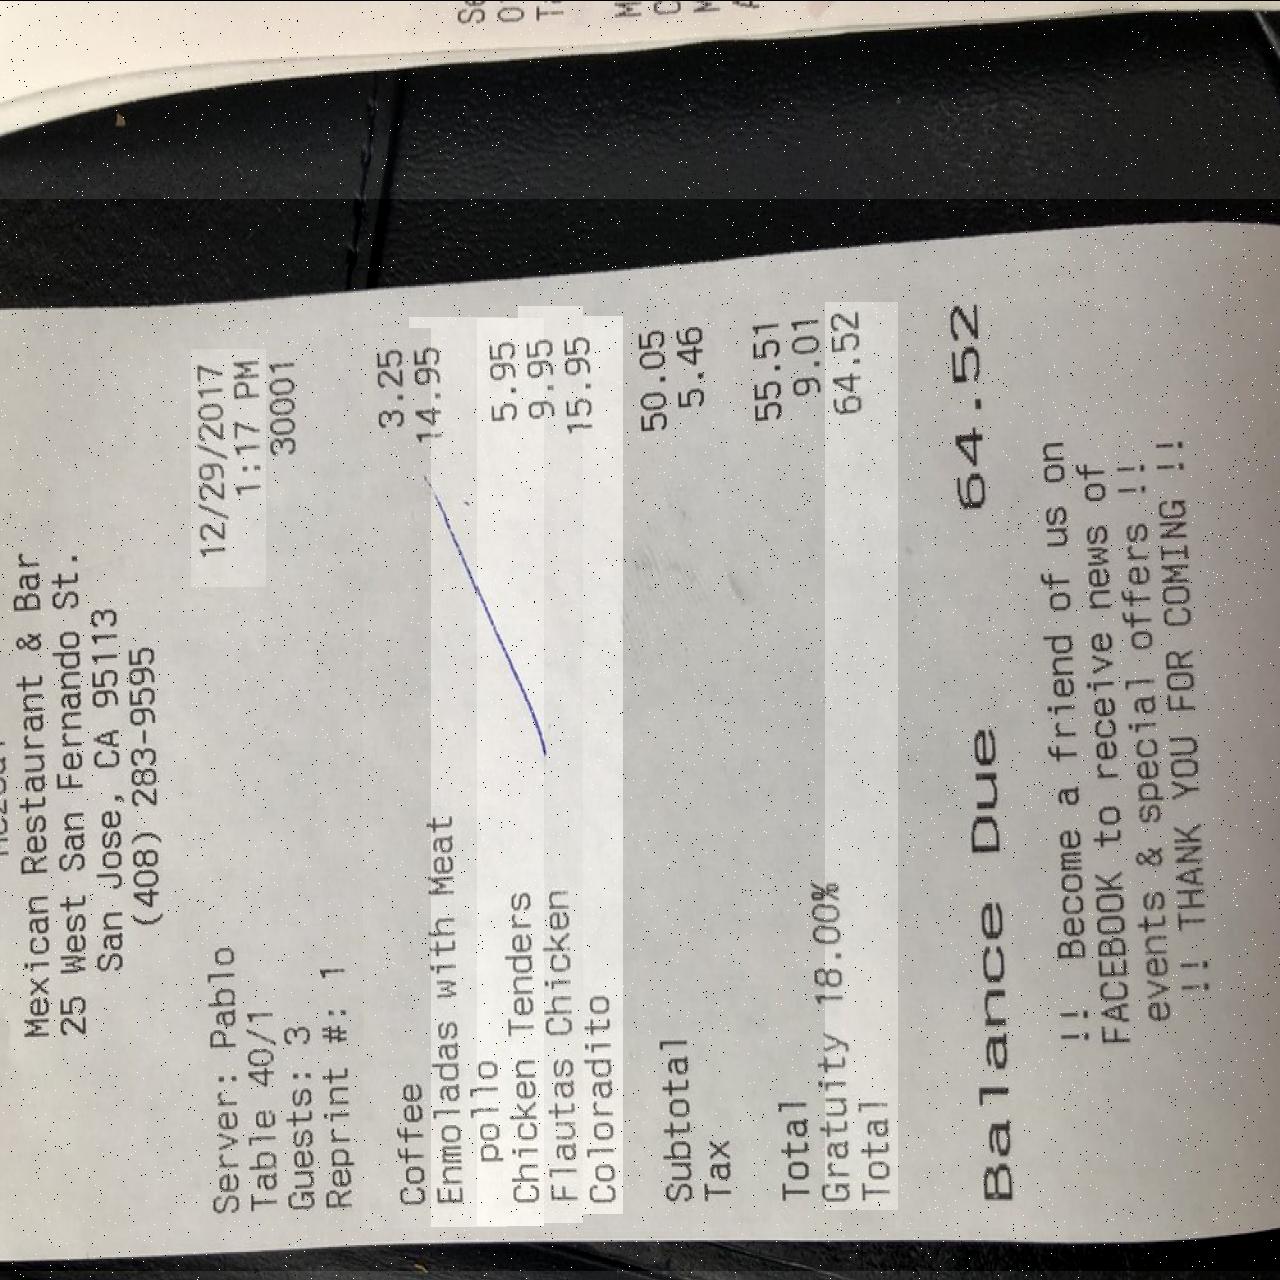 Mexican Restaurant & Bar
25 West San Fernando St.
San Jose, CA 95113
(408) 283-9595
Server: Pablo 12/29/2017
Table 40/1 1:17 PM
Guests: 3 30001
Reprint #: 1
Coffee 3.25
Enmoladas with Meat 14.95
pollo
Chicken Tenders 5.95
Flautas Chicken 9.95
Coloradito 15.95
Subtotal 50.05
Tax 5.46
Total 55.51
Gratuity 18.00% 9.01
Total 64.52
Balance Due 64.52
!! Become a friend of us on
FACEBOOK to receive news of
events & special offers !!
!! THANK YOU FOR COMING !!